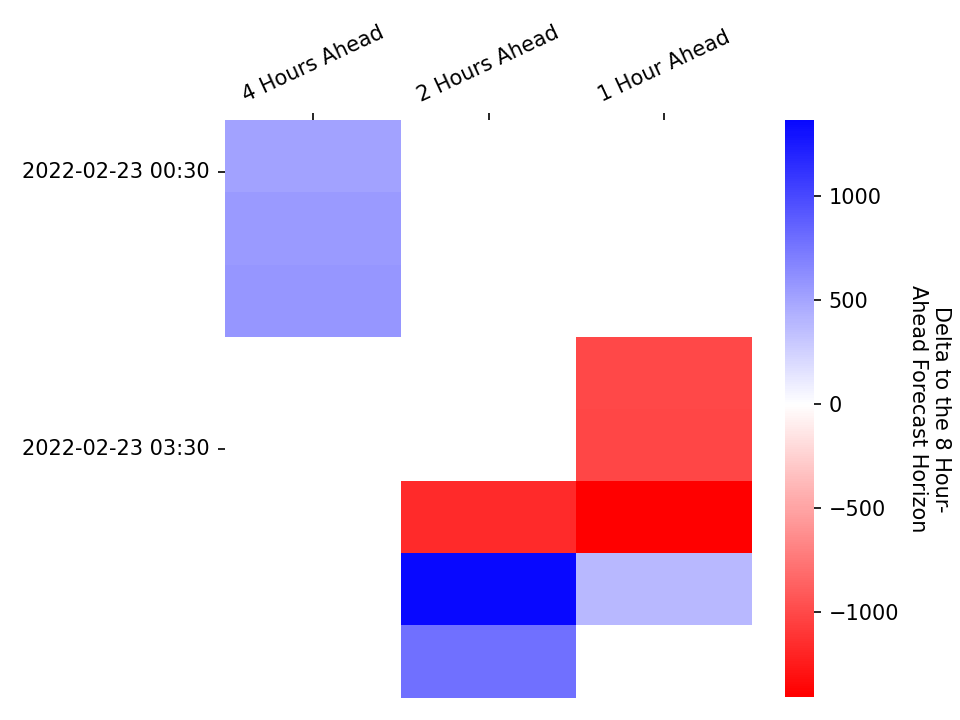 4 Hours Ahead
2 Hours Ahead
1 Hour Ahead
2022-02-23 00:30
2022-02-23 03:30
1000
500
0
−500
−1000
Delta to the 8 Hour-
Ahead Forecast Horizon